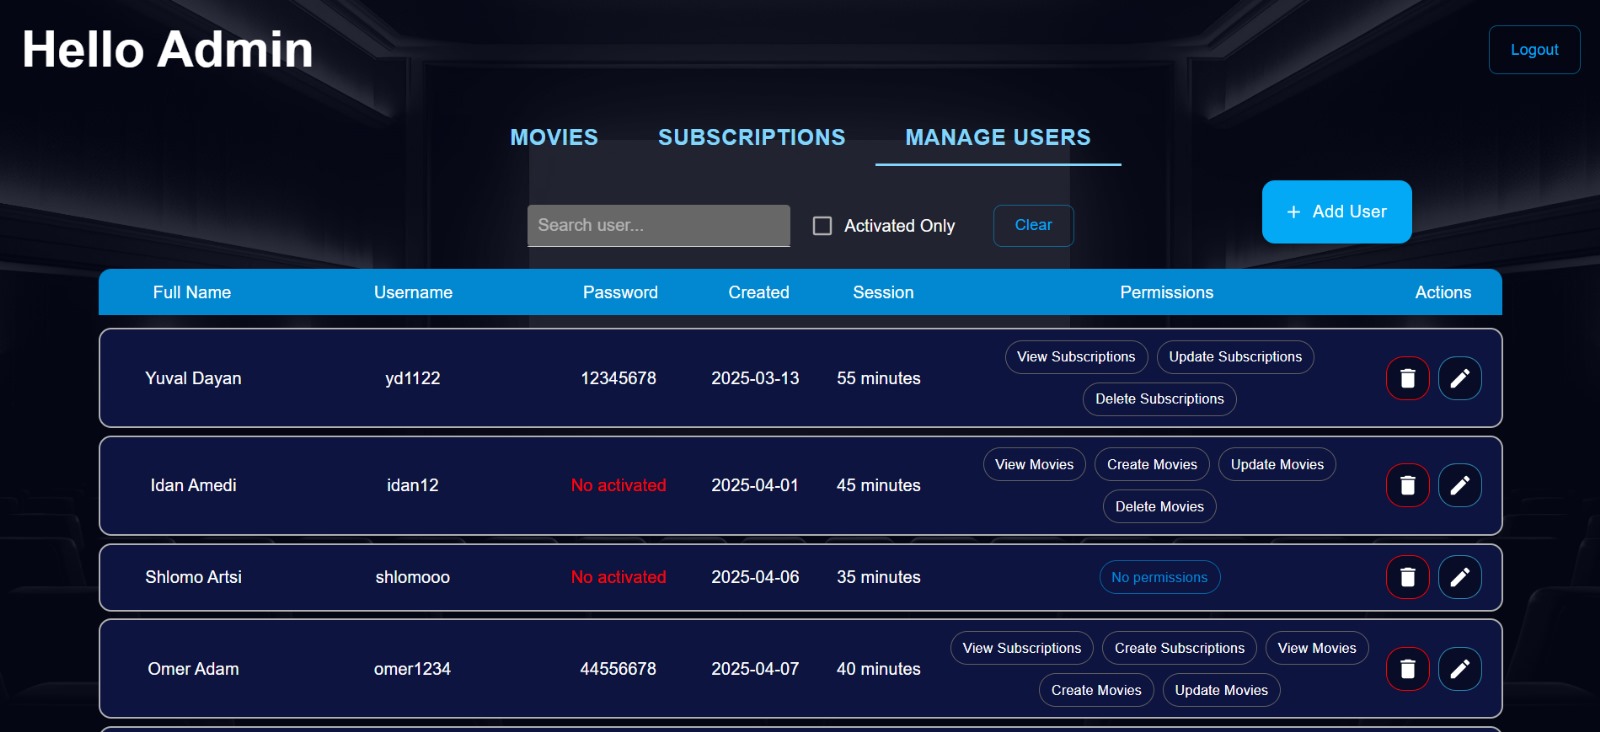 Hello Admin
Logout
MOVIES SUBSCRIPTIONS MANAGE USERS
Search user... Activated Only Clear + Add User
Full Name Username Password Created Session Permissions Actions
Yuval Dayan yd1122 12345678 2025-03-13 55 minutes View Subscriptions Update Subscriptions
Delete Subscriptions
Idan Amedi idan12 No activated 2025-04-01 45 minutes View Movies Create Movies Update Movies
Delete Movies
Shlomo Artsi shlomooo No activated 2025-04-06 35 minutes No permissions
Omer Adam omer1234 44556678 2025-04-07 40 minutes View Subscriptions Create Subscriptions View Movies
Create Movies Update Movies